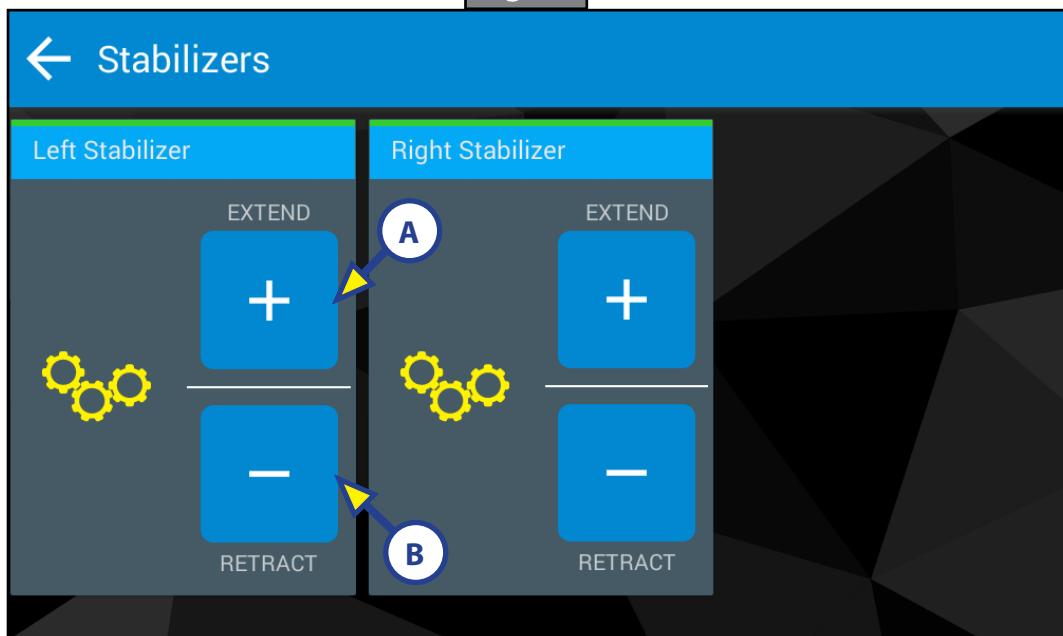 Stabilizers
Left Stabilizer
Right Stabilizer
EXTEND
EXTEND
A
+
+
−
−
B
RETRACT
RETRACT